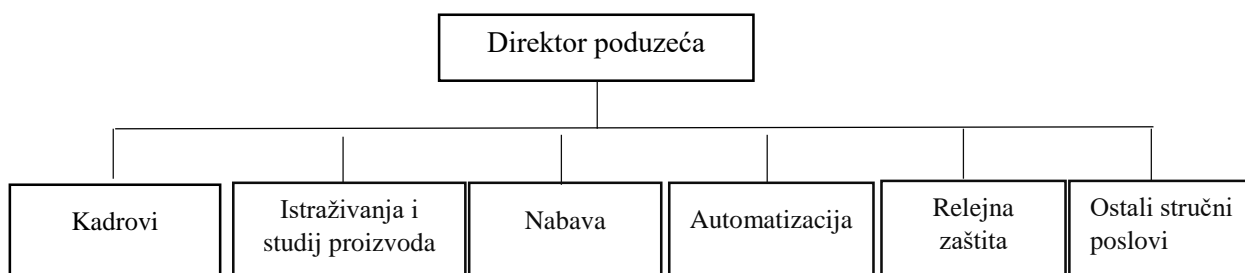 Direktor poduzeća
Kadrovi
Istraživanja i
studij proizvoda
Nabava
Automatizacija
Relejna
zaštita
Ostali stručni
poslovi